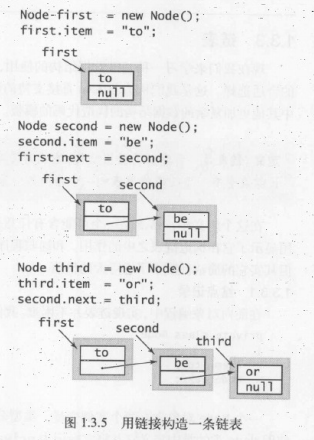 Node first = new Node();
first.item = "to";
first
to
null
Node second = new Node();
second.item = "be";
first.next = second;
first
second
to
be
null
Node third = new Node();
third.item = "or";
second.next = third;
first
second
third
to
be
or
null
图 1.3.5 用链接构造一条链表